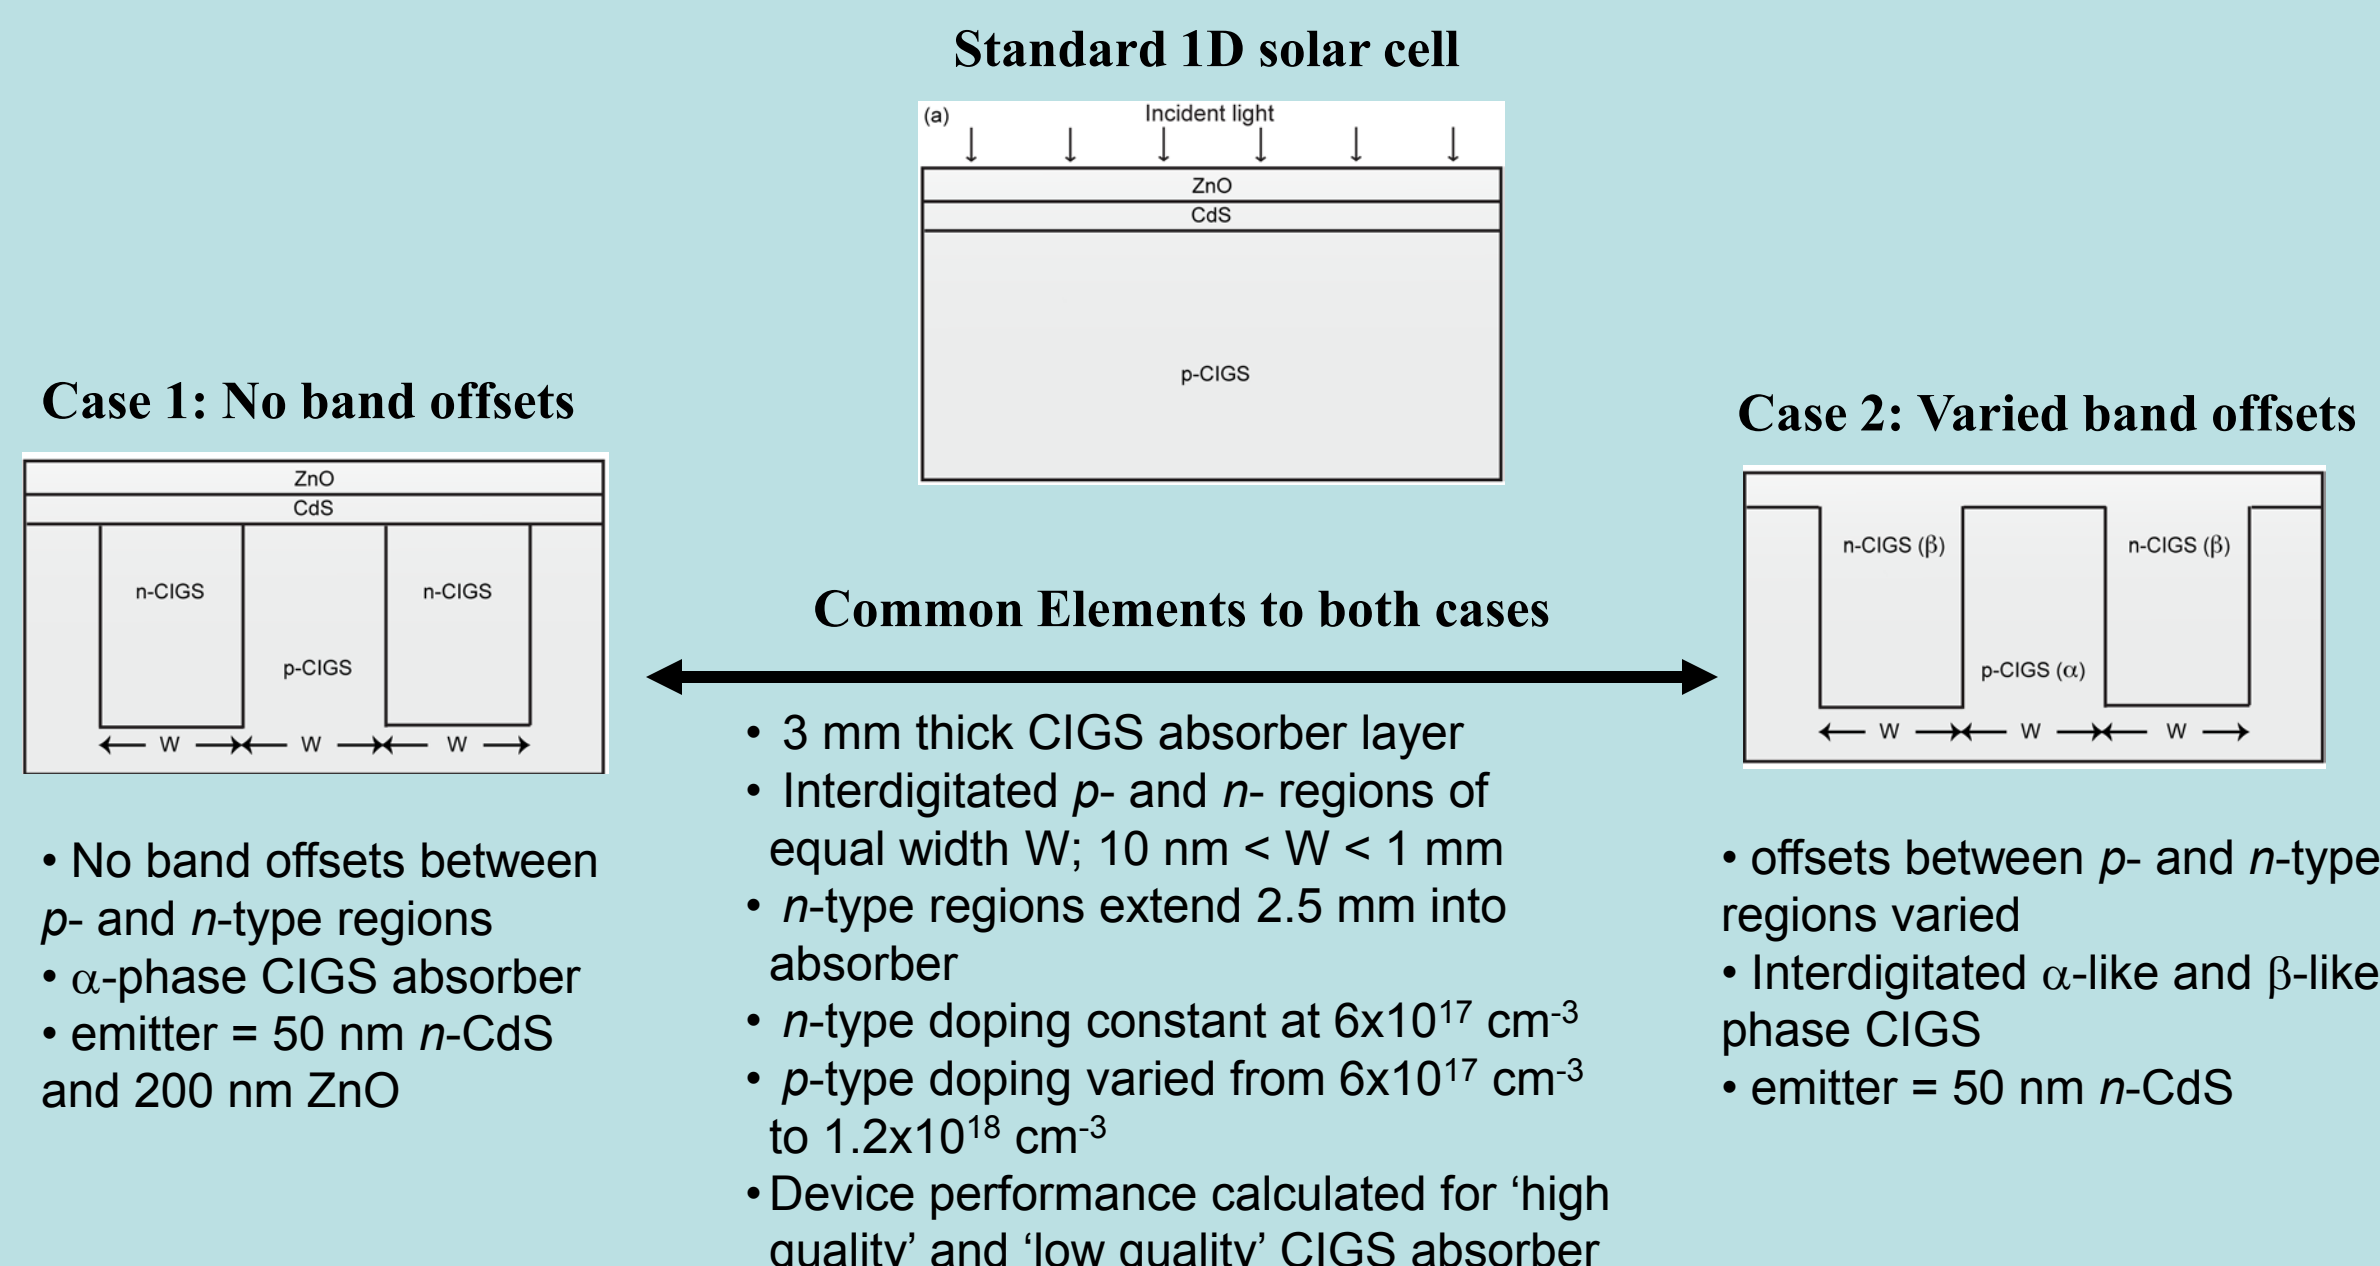 Standard 1D solar cell
(a)
Incident light
ZnO
CdS
p-CIGS
Case 1: No band offsets
ZnO
CdS
n-CIGS
n-CIGS
p-CIGS
W
W
W
• No band offsets between
p- and n-type regions
• α-phase CIGS absorber
• emitter = 50 nm n-CdS
and 200 nm ZnO
Common Elements to both cases
• 3 mm thick CIGS absorber layer
• Interdigitated p- and n- regions of
equal width W; 10 nm < W < 1 mm
• n-type regions extend 2.5 mm into
absorber
• n-type doping constant at 6x10¹⁷ cm⁻³
• p-type doping varied from 6x10¹⁷ cm⁻³
to 1.2x10¹⁸ cm⁻³
• Device performance calculated for ‘high
quality’ and ‘low quality’ CIGS absorber
Case 2: Varied band offsets
n-CIGS (β)
n-CIGS (β)
p-CIGS (α)
W
W
W
• offsets between p- and n-type
regions varied
• Interdigitated α-like and β-like
phase CIGS
• emitter = 50 nm n-CdS